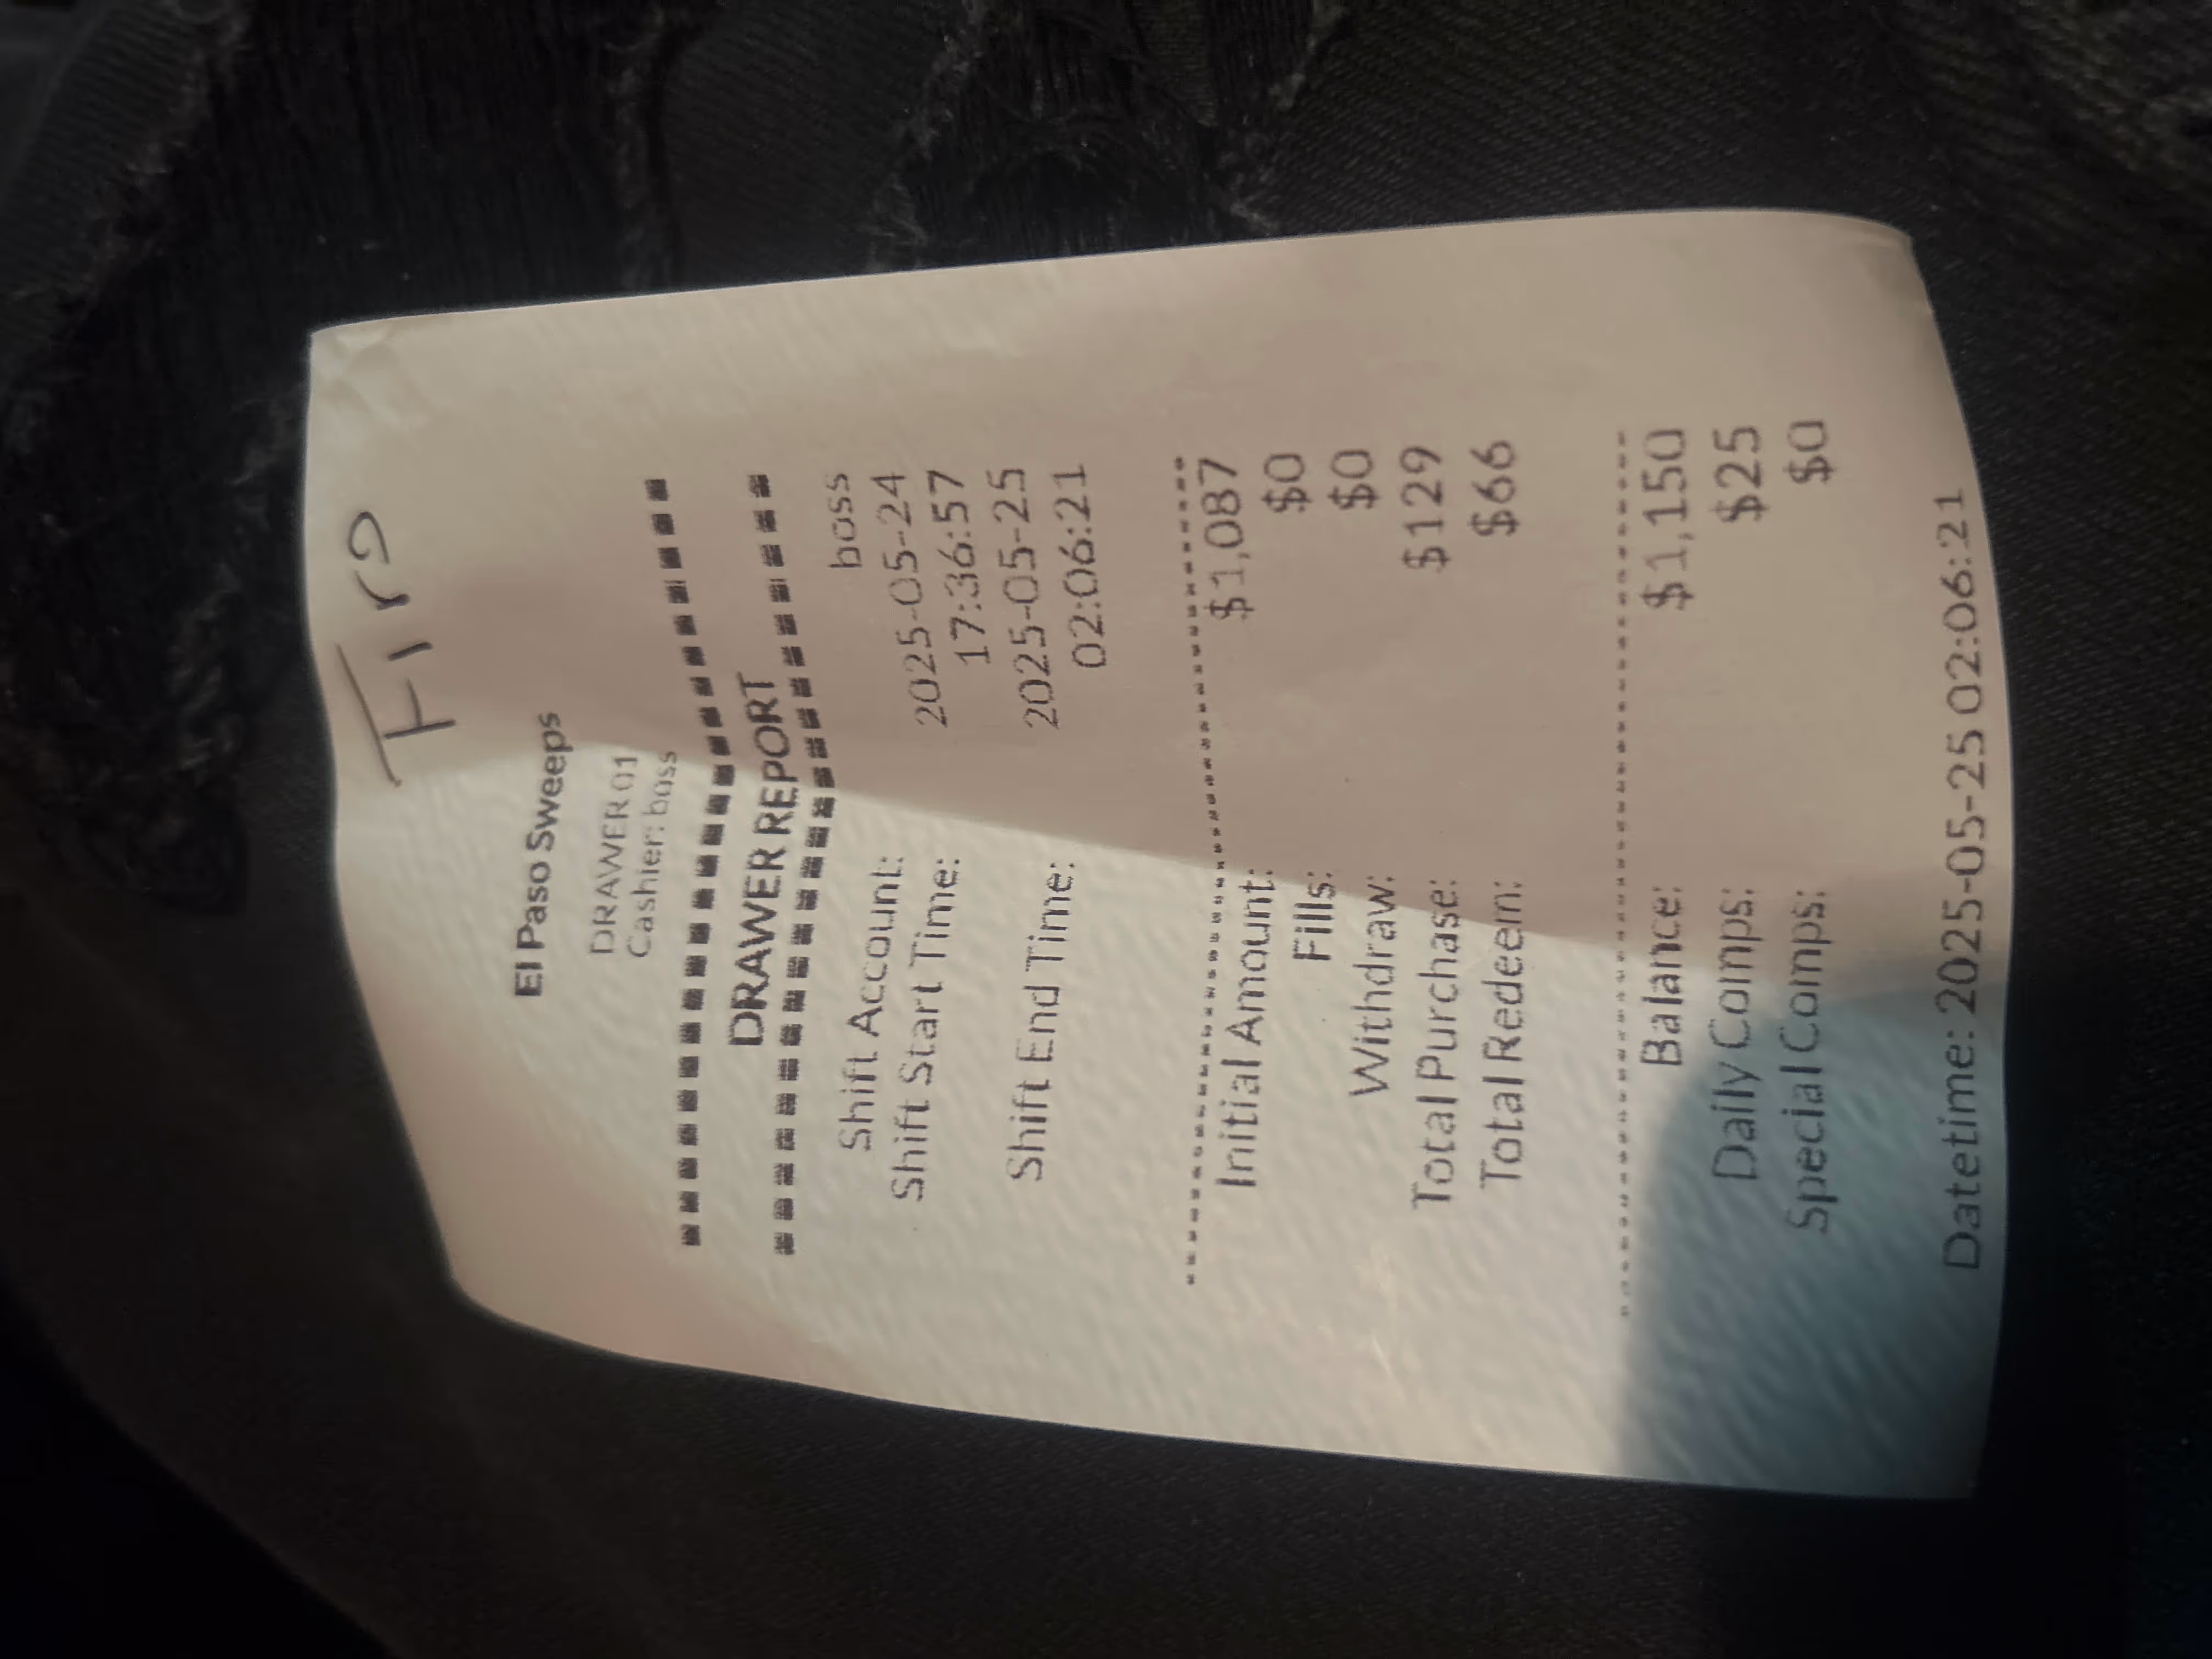 El Paso Sweeps
DRAWER 01
Cashier: boss
DRAWER REPORT
Shift Account: boss
Shift Start Time: 2025-05-24
17:36:57
Shift End Time: 2025-05-25
02:06:21
Initial Amount: $1,087
Fills: $0
Withdraw: $0
Total Purchase: $129
Total Redeem: $66
Balance: $1,150
Daily Comps: $25
Special Comps: $0
Datetime: 2025-05-25 02:06:21